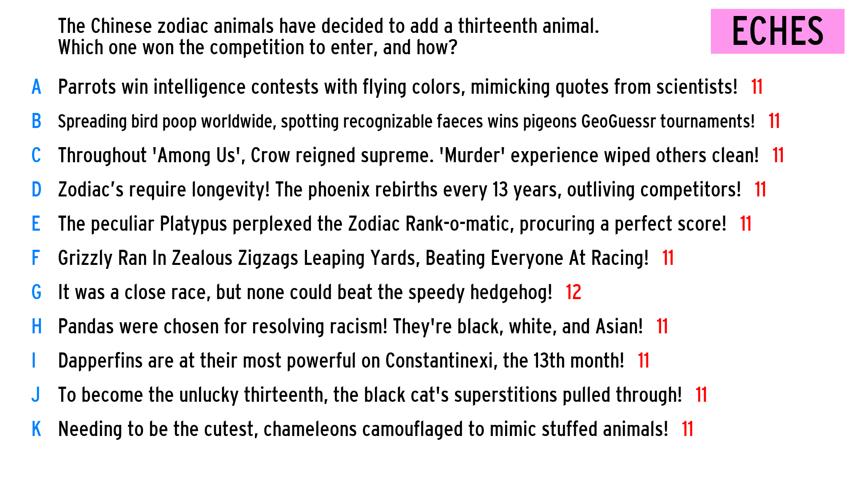 The Chinese zodiac animals have decided to add a thirteenth animal.
Which one won the competition to enter, and how?
ECHES
A Parrots win intelligence contests with flying colors, mimicking quotes from scientists! 11
B Spreading bird poop worldwide, spotting recognizable faeces wins pigeons GeoGuessr tournaments! 11
C Throughout 'Among Us', Crow reigned supreme. 'Murder' experience wiped others clean! 11
D Zodiac's require longevity! The phoenix rebirths every 13 years, outliving competitors! 11
E The peculiar Platypus perplexed the Zodiac Rank-o-matic, procuring a perfect score! 11
F Grizzly Ran In Zealous Zigzags Leaping Yards, Beating Everyone At Racing! 11
G It was a close race, but none could beat the speedy hedgehog! 12
H Pandas were chosen for resolving racism! They're black, white, and Asian! 11
I Dapperfins are at their most powerful on Constantinexi, the 13th month! 11
J To become the unlucky thirteenth, the black cat's superstitions pulled through! 11
K Needing to be the cutest, chameleons camouflaged to mimic stuffed animals! 11